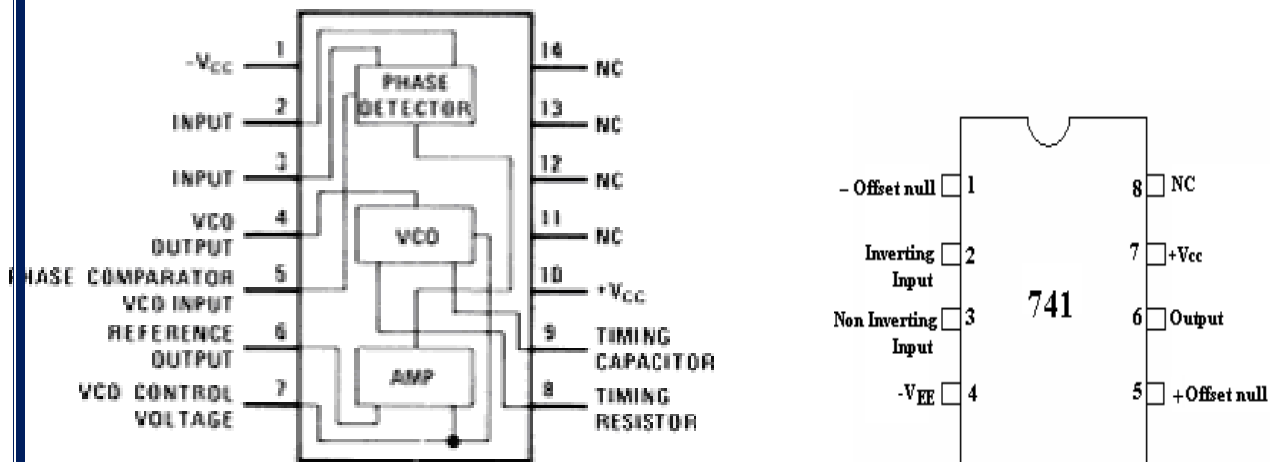 1
-VCC
2
INPUT
3
INPUT
4
VCO
OUTPUT
5
PHASE COMPARATOR
VCO INPUT
6
REFERENCE
OUTPUT
7
VCO CONTROL
VOLTAGE
PHASE
DETECTOR
VCO
AMP
14
NC
13
NC
12
NC
11
NC
10
+VCC
9
TIMING
CAPACITOR
8
TIMING
RESISTOR
– Offset null 1
Inverting 2
Input
Non Inverting 3
Input
-VEE 4
741
8 NC
7 +Vcc
6 Output
5 +Offset null